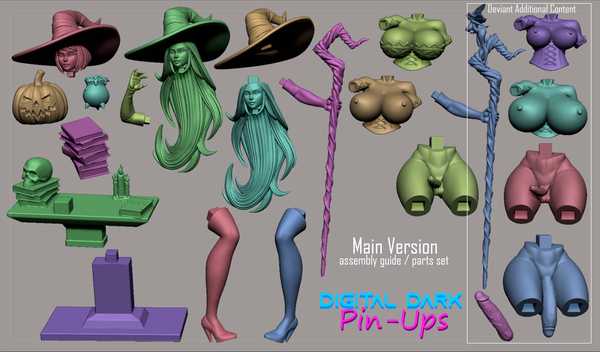 Deviant Additional Content
Main Version
assembly guide / parts set
DIGITAL DARK
Pin-Ups